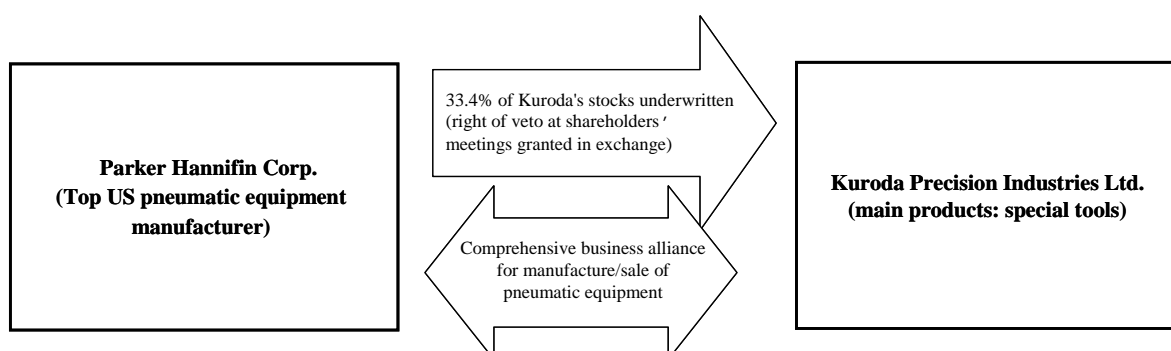 Parker Hannifin Corp.
(Top US pneumatic equipment
manufacturer)
33.4% of Kuroda's stocks underwritten
(right of veto at shareholders′
meetings granted in exchange)
Comprehensive business alliance
for manufacture/sale of
pneumatic equipment
Kuroda Precision Industries Ltd.
(main products: special tools)